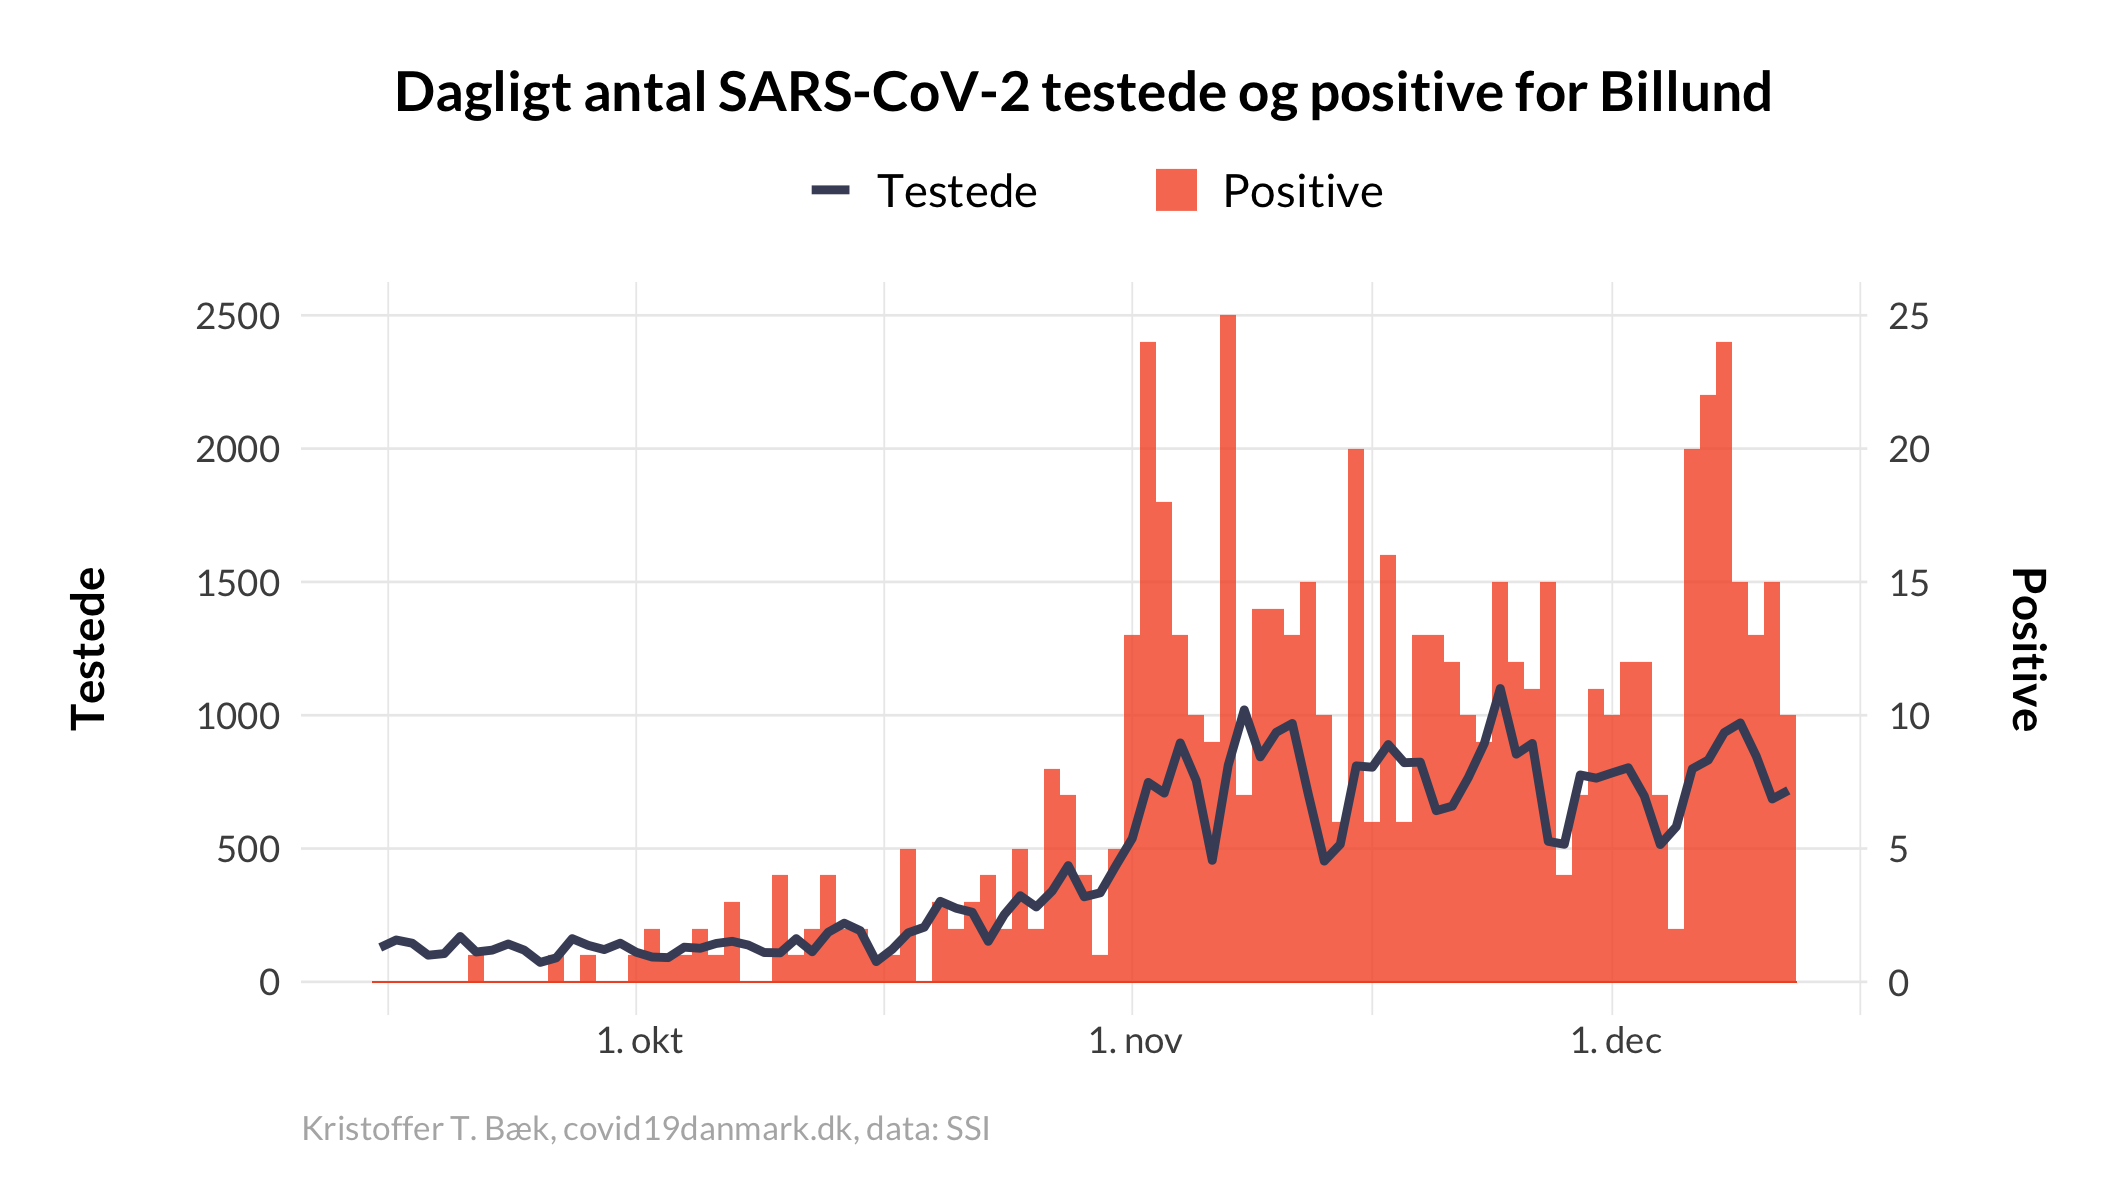 Dagligt antal SARS-CoV-2 testede og positive for Billund
Testede
Positive
2500
2000
1500
1000
500
0
Testede
25
20
15
10
5
0
Positive
1. okt
1. nov
1. dec
Kristoffer T. Bæk, covid19danmark.dk, data: SSI